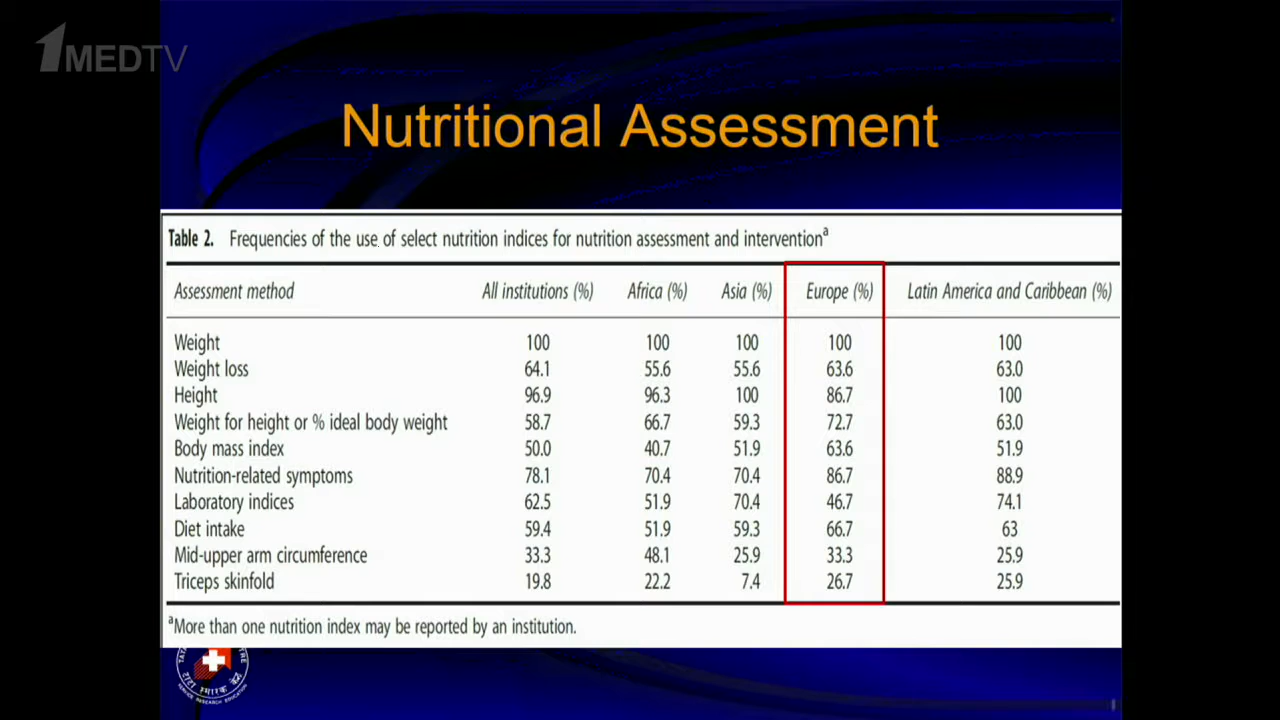 1MEDTV
Nutritional Assessment
Table 2. Frequencies of the use of select nutrition indices for nutrition assessment and intervention^a
Assessment method All institutions (%) Africa (%) Asia (%) Europe (%) Latin America and Caribbean (%)
Weight 100 100 100 100 100
Weight loss 64.1 55.6 55.6 63.6 63.0
Height 96.9 96.3 100 86.7 100
Weight for height or % ideal body weight 58.7 66.7 59.3 72.7 63.0
Body mass index 50.0 40.7 51.9 63.6 51.9
Nutrition-related symptoms 78.1 70.4 70.4 86.7 88.9
Laboratory indices 62.5 51.9 70.4 46.7 74.1
Diet intake 59.4 51.9 59.3 66.7 63
Mid-upper arm circumference 33.3 48.1 25.9 33.3 25.9
Triceps skinfold 19.8 22.2 7.4 26.7 25.9
^aMore than one nutrition index may be reported by an institution.